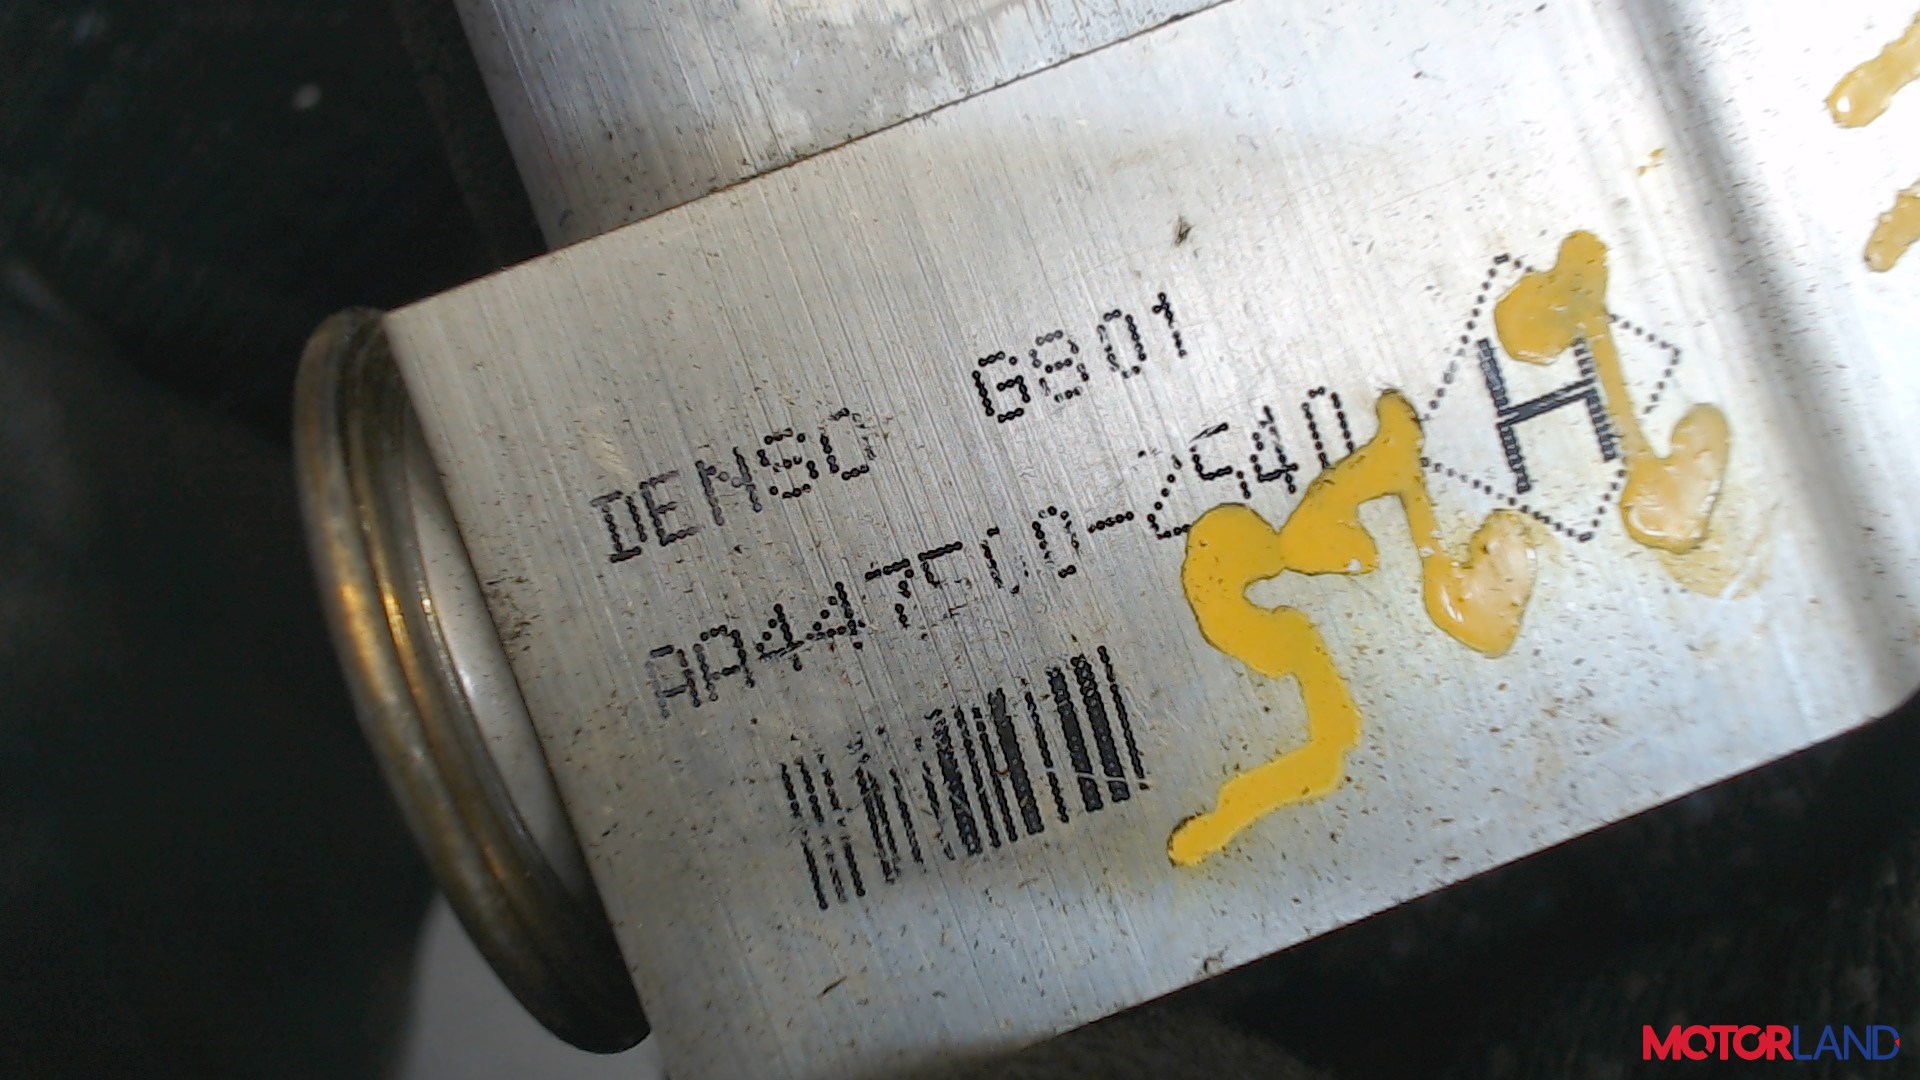 DENSO 6801
AA447500-2540
H
MOTORLAND